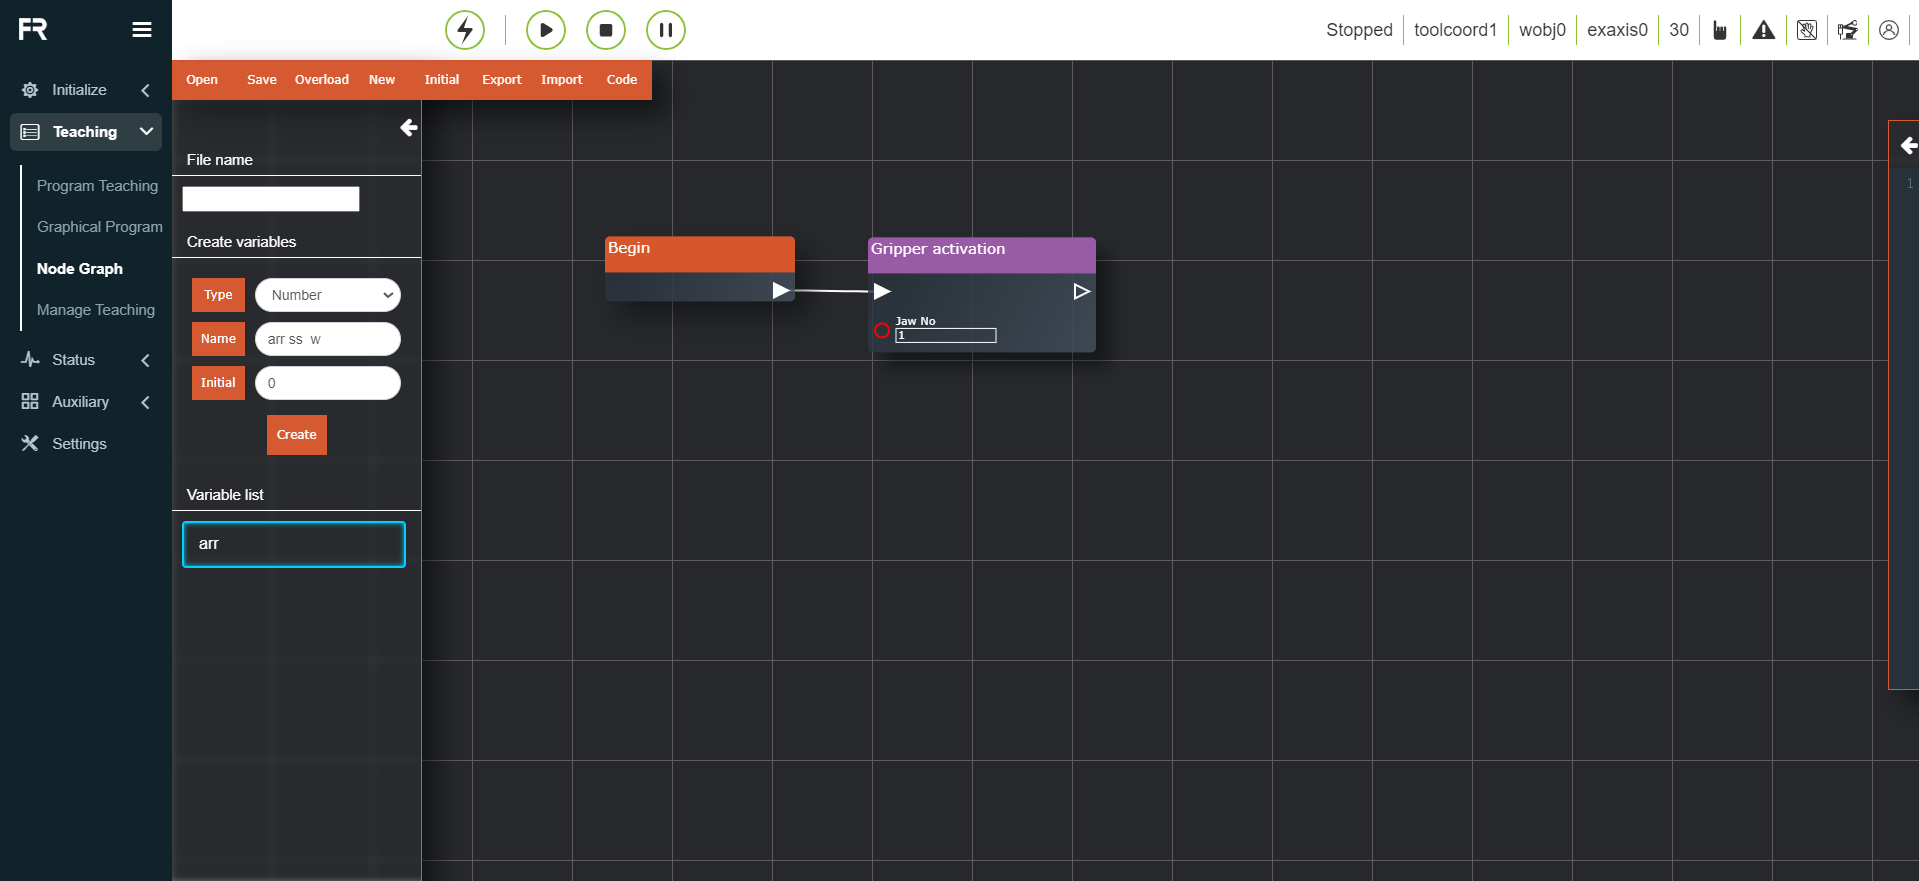 FR
Stopped toolcoord1 wobj0 exaxis0 30
Open Save Overload New Initial Export Import Code
Initialize
Teaching
Program Teaching
Graphical Program
Node Graph
Manage Teaching
Status
Auxiliary
Settings
File name
Create variables
Type Number
Name arr ss  w
Initial 0
Create
Variable list
arr
Begin
Gripper activation
Jaw No
1
1